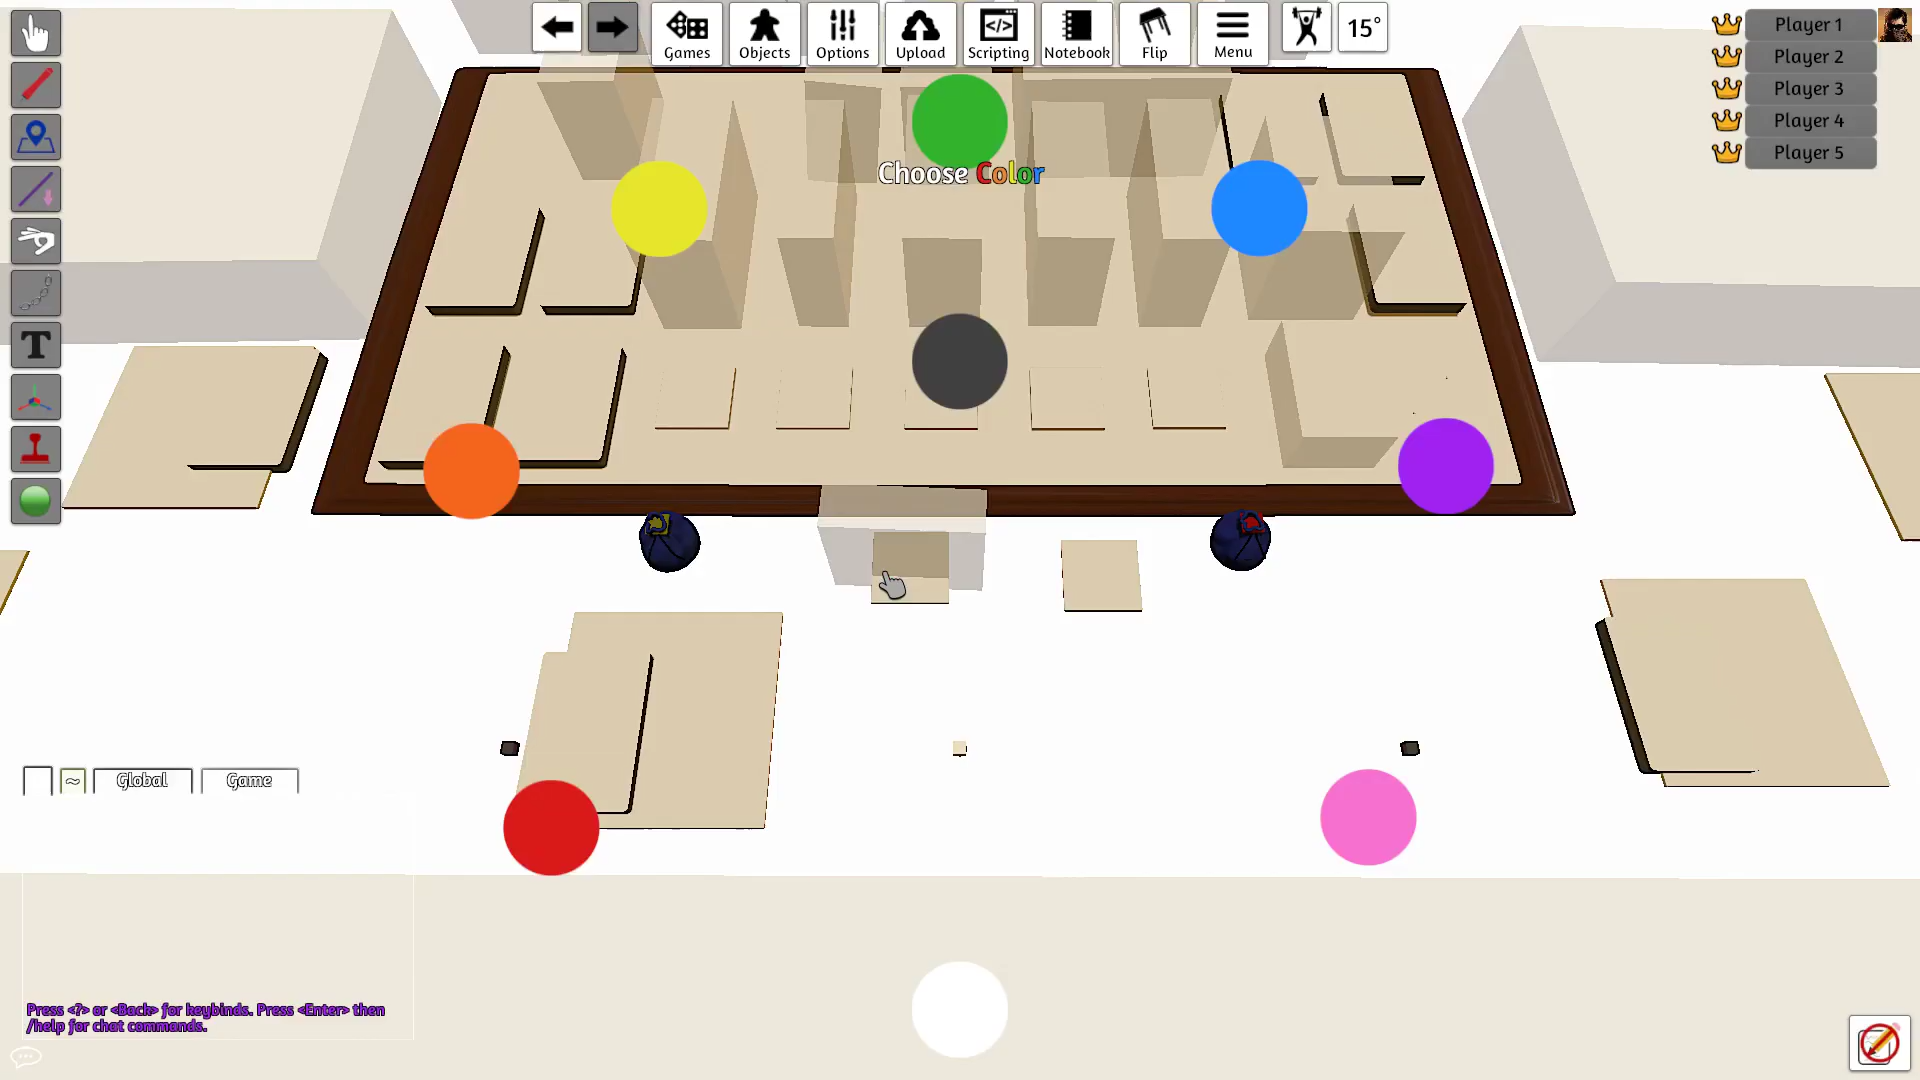 Games
Objects
Options
Upload
Scripting
Notebook
Flip
Menu
15°
Player 1
Player 2
Player 3
Player 4
Player 5
Choose Color
T
~
Global
Game
Press <?> or <Back> for keybinds. Press <Enter> then
/help for chat commands.